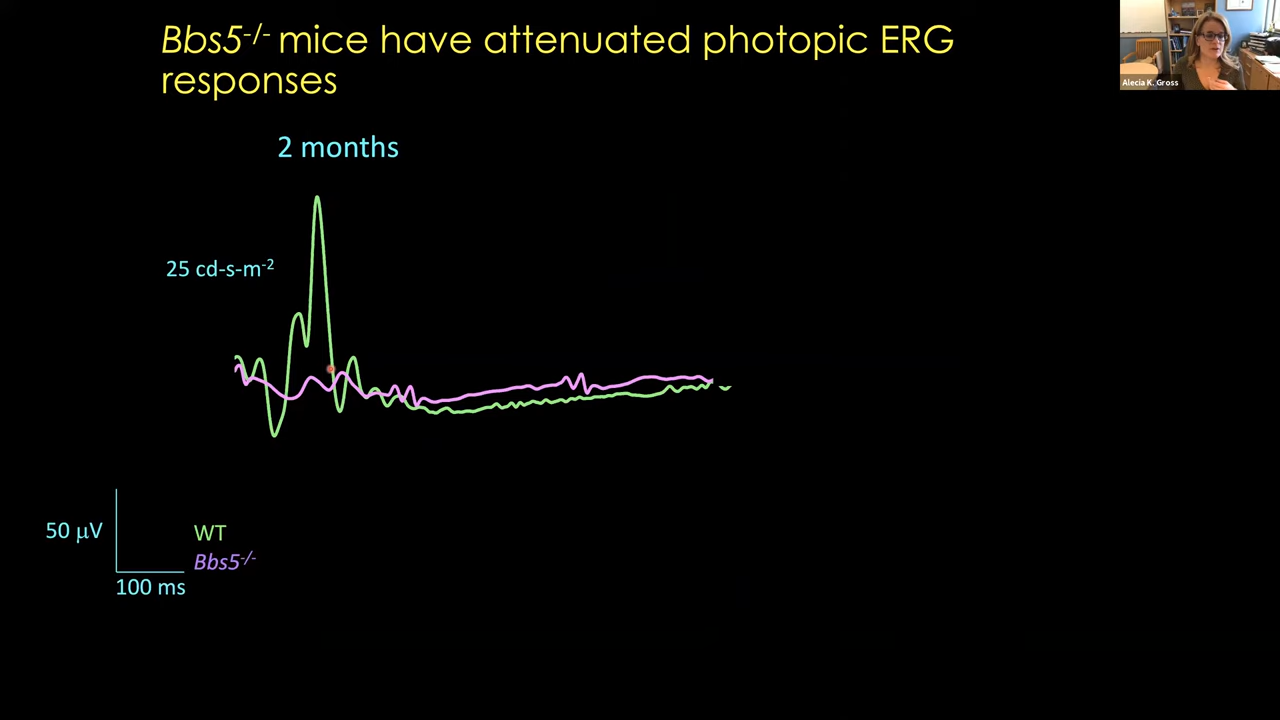 Bbs5-/- mice have attenuated photopic ERG
responses
Alecia K. Gross
2 months
25 cd-s-m-2
50 µV
WT
Bbs5-/-
100 ms